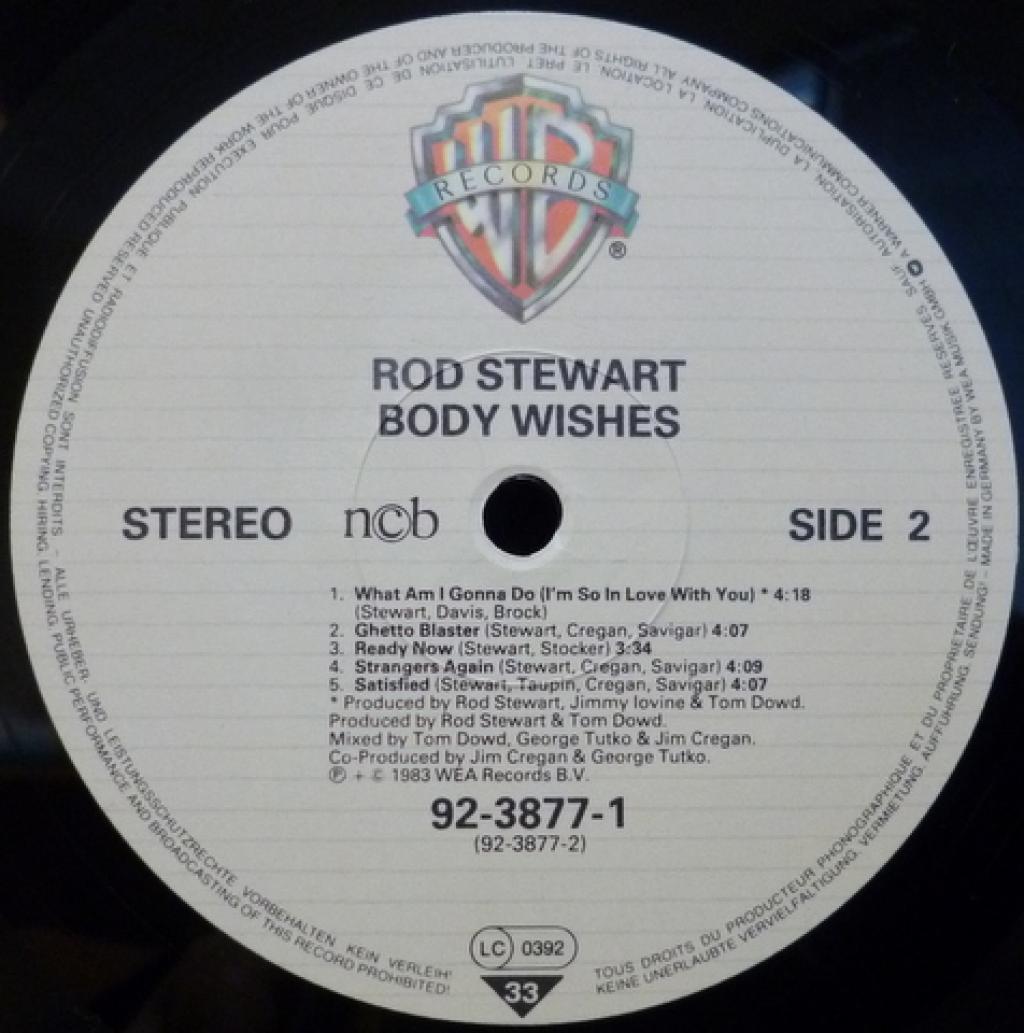 WB
RECORDS
®
ROD STEWART
BODY WISHES
STEREO n©b SIDE 2
1. What Am I Gonna Do (I'm So In Love With You) * 4:18
(Stewart, Davis, Brock)
2. Ghetto Blaster (Stewart, Cregan, Savigar) 4:07
3. Ready Now (Stewart, Stocker) 3:34
4. Strangers Again (Stewart, Cregan, Savigar) 4:09
5. Satisfied (Stewart, Taupin, Cregan, Savigar) 4:07
* Produced by Rod Stewart, Jimmy Iovine & Tom Dowd.
Produced by Rod Stewart & Tom Dowd.
Mixed by Tom Dowd, George Tutko & Jim Cregan.
Co-Produced by Jim Cregan & George Tutko.
℗ + © 1983 WEA Records B.V.
92-3877-1
(92-3877-2)
LC 0392
33
TOUS DROITS DU PRODUCTEUR PHONOGRAPHIQUE ET DU PROPRIETAIRE DE L'ŒUVRE ENREGISTREE RESERVES SAUF AUTORISATION, LA DUPLICATION, LA LOCATION, LE PRET, L'UTILISATION DE CE DISQUE POUR EXECUTION PUBLIQUE ET RADIODIFFUSION SONT INTERDITS - ALLE URHEBER- UND LEISTUNGSSCHUTZRECHTE VORBEHALTEN KEIN VERLEIH!
KEINE UNERLAUBTE VERVIELFÄLTIGUNG, VERMIETUNG, AUFFÜHRUNG, SENDUNG! - MADE IN GERMANY BY WEA MUSIK GMBH A WARNER COMMUNICATIONS COMPANY ALL RIGHTS OF THE PRODUCER AND OF THE OWNER OF THE WORK REPRODUCED RESERVED UNAUTHORIZED COPYING, HIRING, LENDING, PUBLIC PERFORMANCE AND BROADCASTING OF THIS RECORD PROHIBITED!